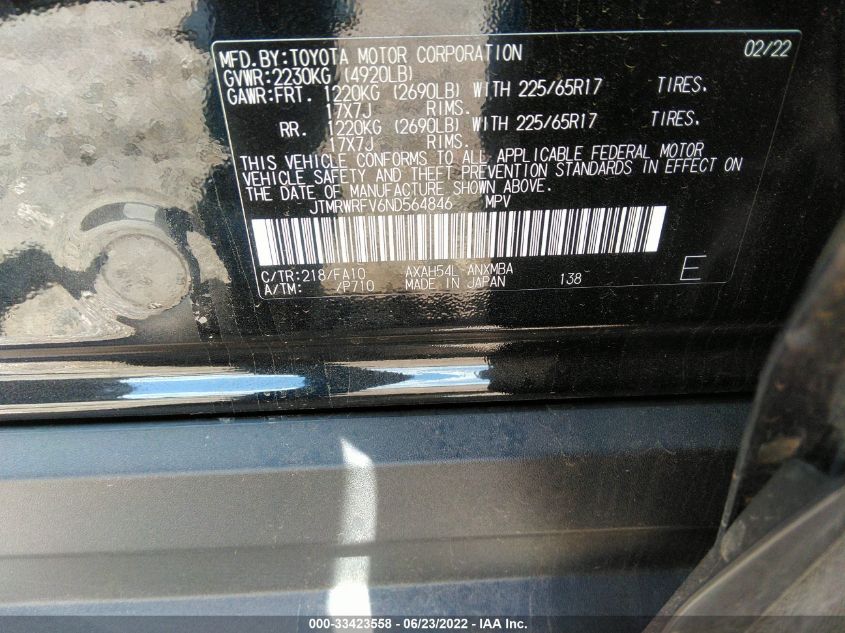 MFD.BY:TOYOTA MOTOR CORPORATION 02/22
GVWR:2230KG (4920LB)
GAWR:FRT. 1220KG (2690LB) WITH 225/65R17 TIRES.
17X7J RIMS.
RR. 1220KG (2690LB) WITH 225/65R17 TIRES.
17X7J RIMS.
THIS VEHICLE CONFORMS TO ALL APPLICABLE FEDERAL MOTOR
VEHICLE SAFETY AND THEFT PREVENTION STANDARDS IN EFFECT ON
THE DATE OF MANUFACTURE SHOWN ABOVE.
JTMRWRFV6ND564846 MPV
C/TR:218/FA10 AXAH54L ANXMBA E
A/TM: /P710 MADE IN JAPAN 138
000-33423558 - 06/23/2022 - IAA Inc.